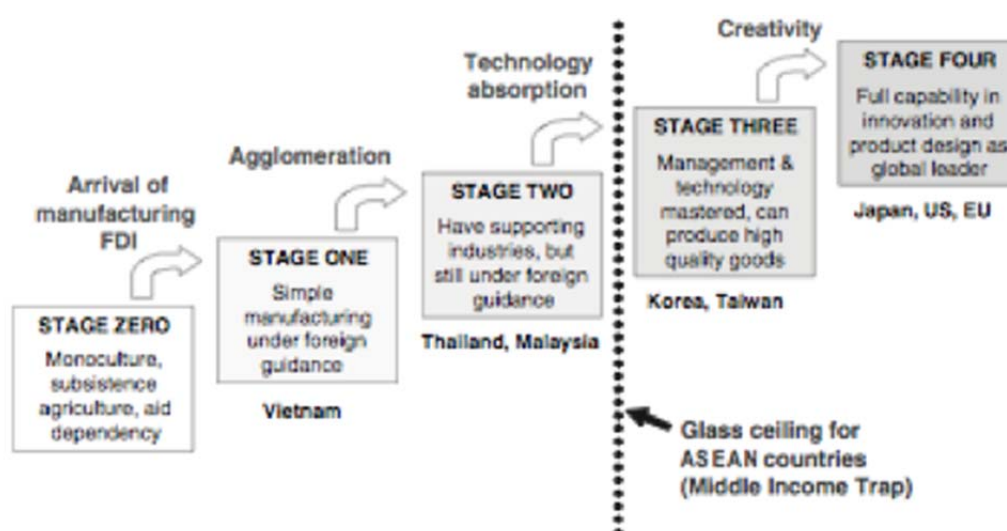 Arrival of
manufacturing
FDI
STAGE ZERO
Monoculture,
subsistence
agriculture, aid
dependency
Agglomeration
STAGE ONE
Simple
manufacturing
under foreign
guidance
Vietnam
Technology
absorption
STAGE TWO
Have supporting
industries, but
still under foreign
guidance
Thailand, Malaysia
Creativity
STAGE THREE
Management &
technology
mastered, can
produce high
quality goods
Korea, Taiwan
STAGE FOUR
Full capability in
innovation and
product design as
global leader
Japan, US, EU
Glass ceiling for
ASEAN countries
(Middle Income Trap)